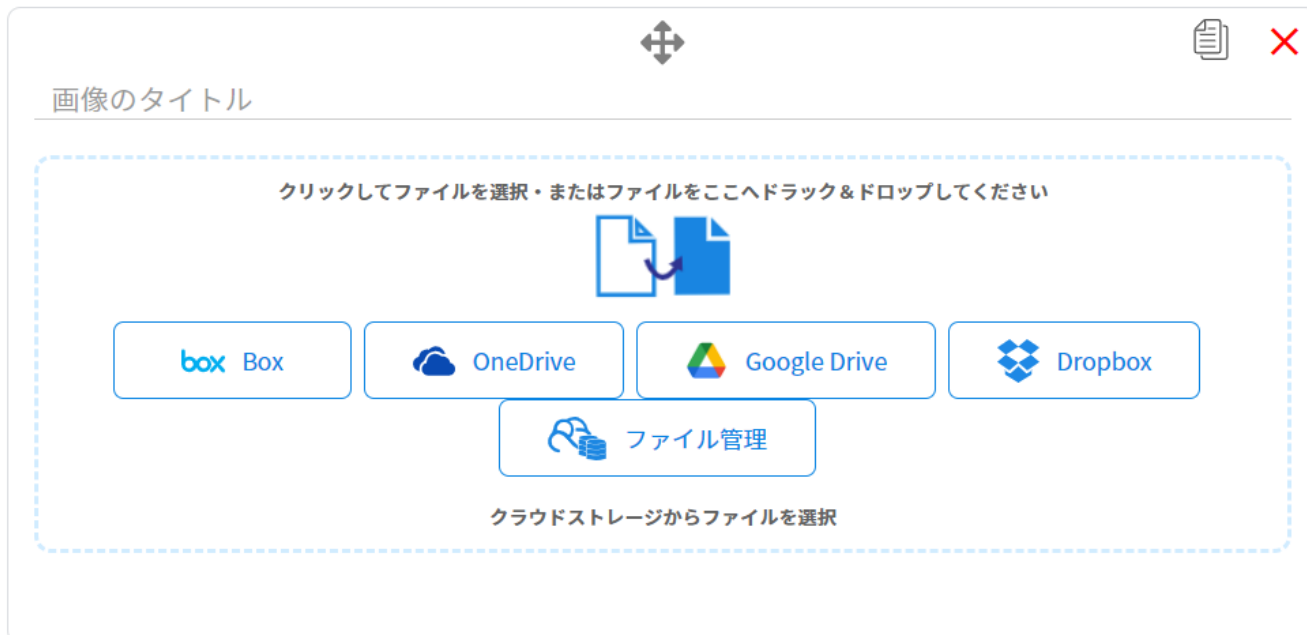 画像のタイトル
クリックしてファイルを選択・またはファイルをここへドラック＆ドロップしてください
box Box OneDrive Google Drive Dropbox
ファイル管理
クラウドストレージからファイルを選択